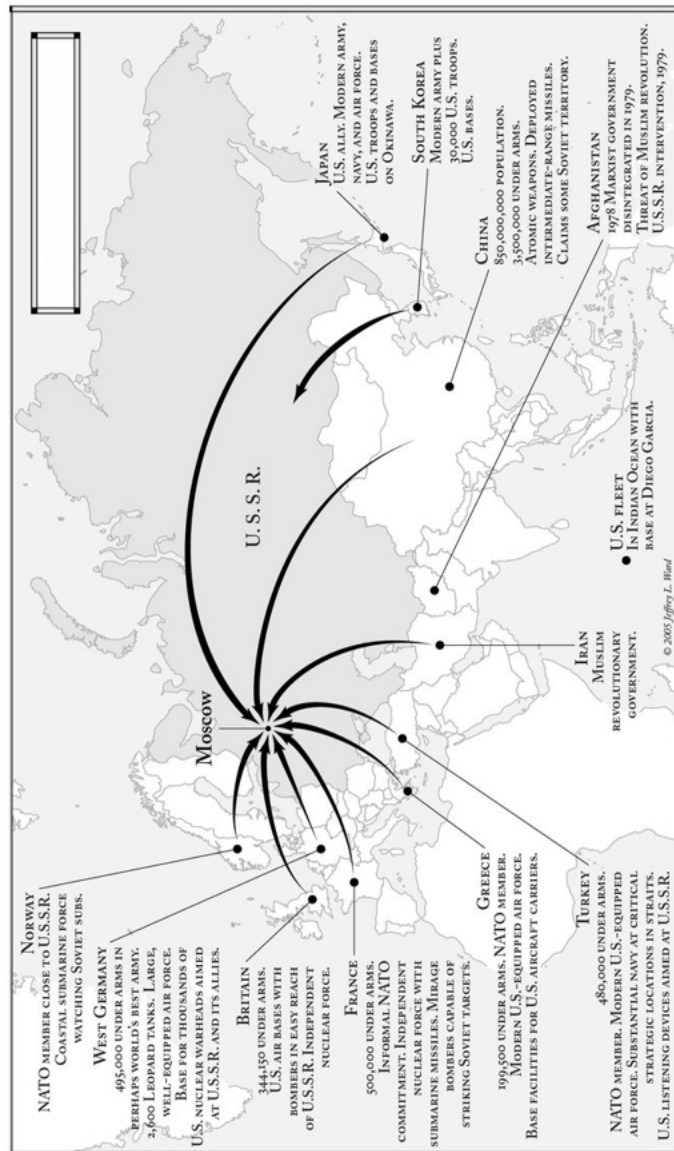 NORWAY
NATO MEMBER CLOSE TO U.S.S.R.
COASTAL SUBMARINE FORCE
WATCHING SOVIET SUBS.
WEST GERMANY
495,000 UNDER ARMS IN
PERHAPS WORLD'S BEST ARMY.
2,600 LEOPARD TANKS. LARGE,
WELL-EQUIPPED AIR FORCE.
BASE FOR THOUSANDS OF
U.S. NUCLEAR WARHEADS AIMED
AT U.S.S.R. AND ITS ALLIES.
BRITAIN
344,150 UNDER ARMS.
U.S. AIR BASES WITH
BOMBERS IN EASY REACH
OF U.S.S.R. INDEPENDENT
NUCLEAR FORCE.
FRANCE
500,000 UNDER ARMS.
INFORMAL NATO
COMMITMENT. INDEPENDENT
NUCLEAR FORCE WITH
SUBMARINE MISSILES. MIRAGE
BOMBERS CAPABLE OF
STRIKING SOVIET TARGETS.
GREECE
199,500 UNDER ARMS. NATO MEMBER.
MODERN U.S.-EQUIPPED AIR FORCE.
BASE FACILITIES FOR U.S. AIRCRAFT CARRIERS.
TURKEY
480,000 UNDER ARMS.
NATO MEMBER. MODERN U.S.-EQUIPPED
AIR FORCE. SUBSTANTIAL NAVY AT CRITICAL
STRATEGIC LOCATIONS IN STRAITS.
U.S. LISTENING DEVICES AIMED AT U.S.S.R.
Moscow
U.S.S.R.
IRAN
MUSLIM
REVOLUTIONARY
GOVERNMENT.
© 2005 Jeffrey L. Ward
U.S. FLEET
IN INDIAN OCEAN WITH
BASE AT DIEGO GARCIA.
JAPAN
U.S. ALLY. MODERN ARMY,
NAVY, AND AIR FORCE.
U.S. TROOPS AND BASES
ON OKINAWA.
SOUTH KOREA
MODERN ARMY PLUS
30,000 U.S. TROOPS.
U.S. BASES.
CHINA
850,000,000 POPULATION.
3,500,000 UNDER ARMS.
ATOMIC WEAPONS. DEPLOYED
INTERMEDIATE-RANGE MISSILES.
CLAIMS SOME SOVIET TERRITORY.
AFGHANISTAN
1978 MARXIST GOVERNMENT
DISINTEGRATED IN 1979.
THREAT OF MUSLIM REVOLUTION.
U.S.S.R. INTERVENTION, 1979.